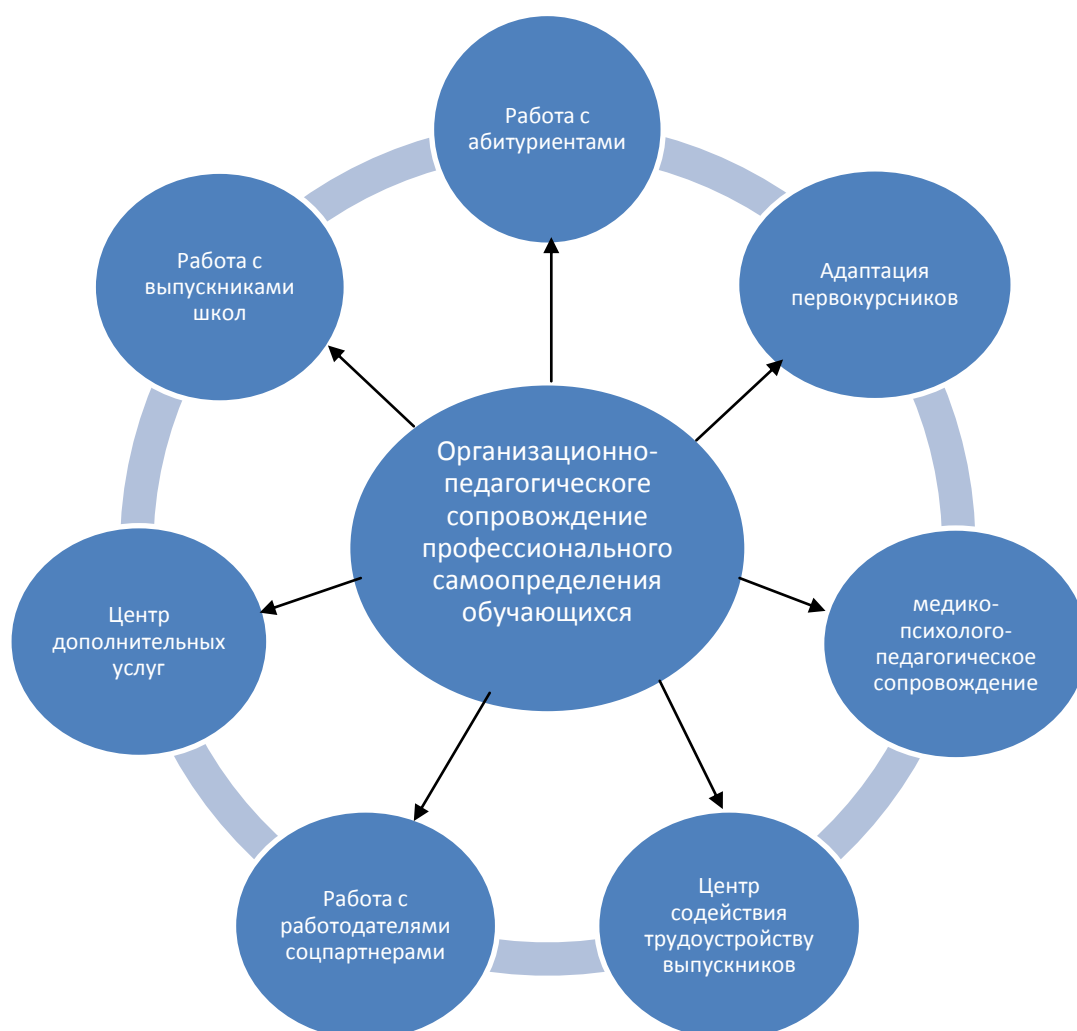 Работа с
абитуриентами
Адаптация
первокурсников
медико-
психолого-
педагогическое
сопровождение
Центр
содействия
трудоустройству
выпускников
Работа с
работодателями
соцпартнерами
Центр
дополнительных
услуг
Работа с
выпускниками
школ
Организационно-
педагогическоге
сопровождение
профессионального
самоопределения
обучающихся